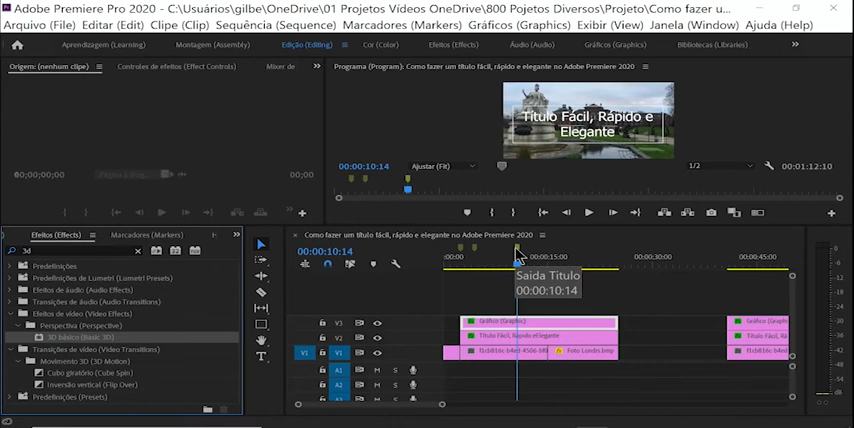 Adobe Premiere Pro 2020 - C:\Usuários\gilbe\OneDrive\01 Projetos Vídeos OneDrive\800 Pojetos Diversos\Projeto\Como fazer u...
Arquivo (File) Editar (Edit) Clipe (Clip) Sequência (Sequence) Marcadores (Markers) Gráficos (Graphics) Exibir (View) Janela (Window) Ajuda (Help)
Aprendizagem (Learning) Montagem (Assembly) Edição (Editing) Cor (Color) Efeitos (Effects) Áudio (Audio) Gráficos (Graphics) Bibliotecas (Libraries)
Origem: (nenhum clipe) Controles de efeitos (Effect Controls) Mixer de
Programa (Program): Como fazer um título fácil, rápido e elegante no Adobe Premiere 2020
Título Fácil, Rápido e
Elegante
00;00;00;00 00;00
00:00:10:14 Ajustar (Fit) 1/2 00:01:12:10
Efeitos (Effects) Marcadores (Markers) H
3d
Predefinições
Predefinições de Lumetri (Lumetri Presets)
Efeitos de áudio (Audio Effects)
Transições de áudio (Audio Transitions)
Efeitos de vídeo (Video Effects)
Perspectiva (Perspective)
3D básico (Basic 3D)
Transições de vídeo (Video Transitions)
Movimento 3D (3D Motion)
Cubo giratório (Cube Spin)
Inversão vertical (Flip Over)
Predefinições (Presets)
× Como fazer um título fácil, rápido e elegante no Adobe Premiere 2020
00:00:10:14
:00:00 00:00:15:00 00:00:30:00 00:00:45:00
Saida Titulo
00:00:10:14
V3 Gráfico (Graphic) Gráfico (Graph
V2 Título Fácil, Rápido eElegante Título Fácil, R
V1 V1 Foto Londrs.bmp
A1 M S
A2 M S
A3 M S
0